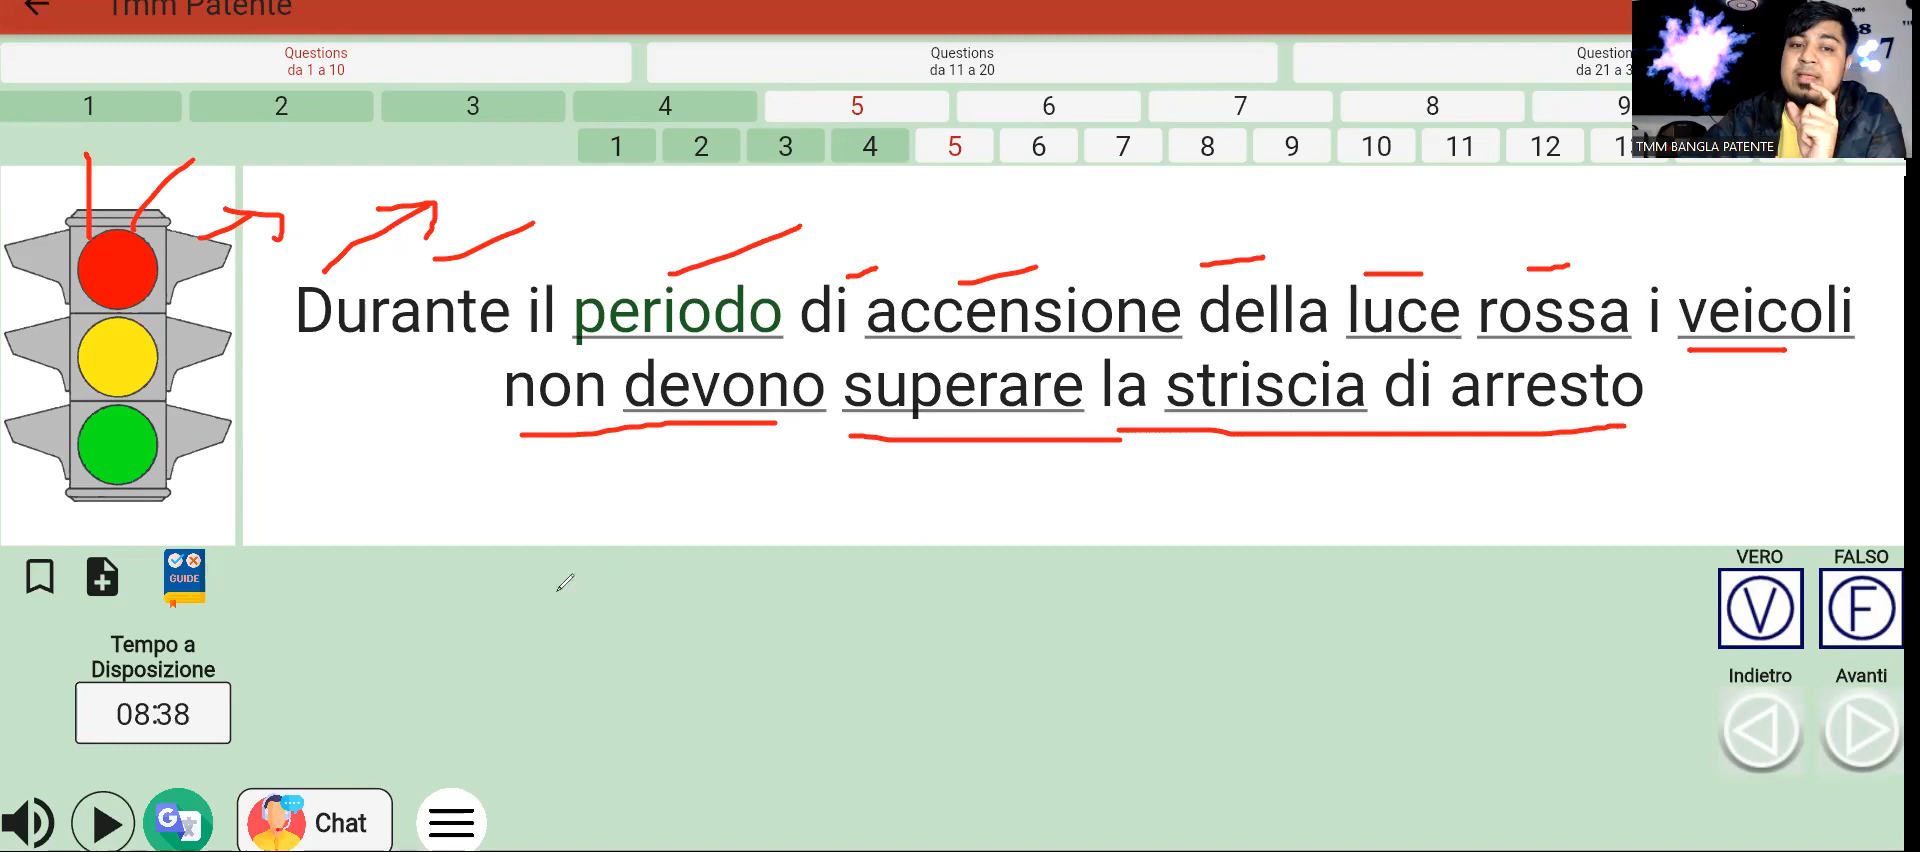 Tmm Patente
Questions
da 1 a 10
Questions
da 11 a 20
Question
da 21 a 3
1 2 3 4 5 6 7 8 9
1 2 3 4 5 6 7 8 9 10 11 12 1
TMM BANGLA PATENTE
Durante il periodo di accensione della luce rossa i veicoli
non devono superare la striscia di arresto
GUIDE
VERO FALSO
V F
Tempo a
Disposizione
08:38
Indietro Avanti
G Chat